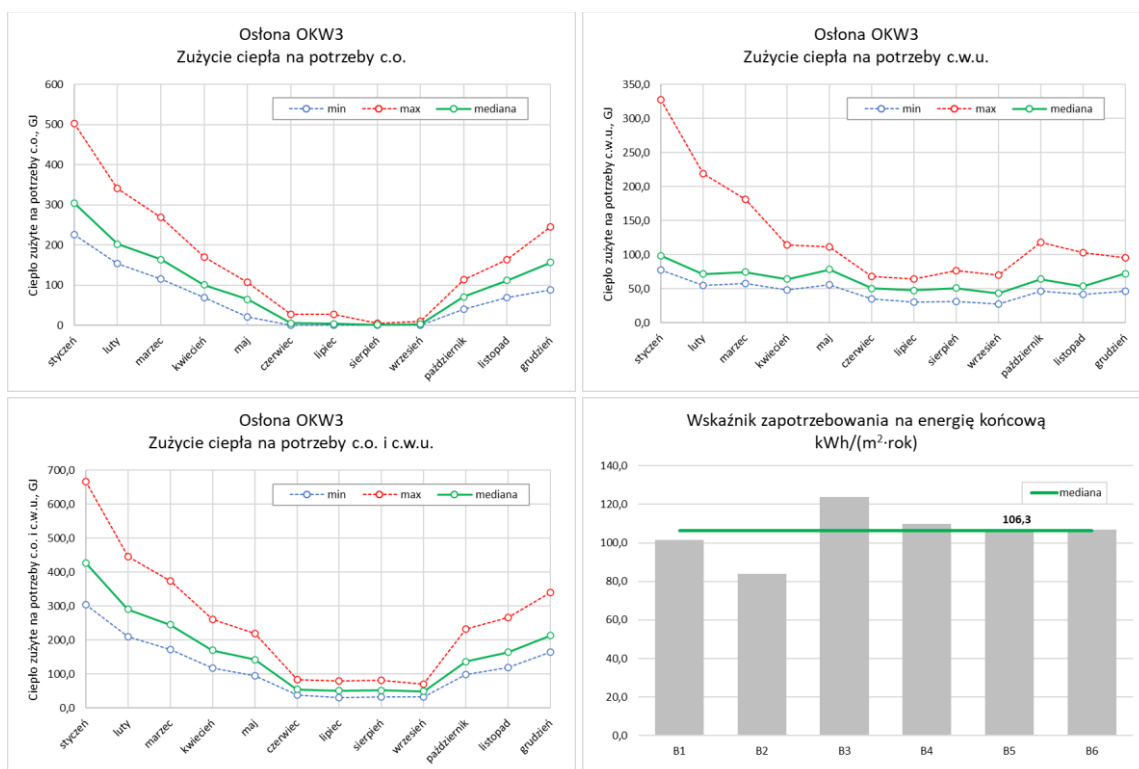 Osłona OKW3
Zużycie ciepła na potrzeby c.o.
Ciepło zużyte na potrzeby c.o., GJ
600
500
400
300
200
100
0
min
max
mediana
styczeń
luty
marzec
kwiecień
maj
czerwiec
lipiec
sierpień
wrzesień
październik
listopad
grudzień
Osłona OKW3
Zużycie ciepła na potrzeby c.w.u.
Ciepło zużyte na potrzeby c.w.u., GJ
350,0
300,0
250,0
200,0
150,0
100,0
50,0
0,0
min
max
mediana
styczeń
luty
marzec
kwiecień
maj
czerwiec
lipiec
sierpień
wrzesień
październik
listopad
grudzień
Osłona OKW3
Zużycie ciepła na potrzeby c.o. i c.w.u.
Ciepło zużyte na potrzeby c.o. i c.w.u., GJ
700,0
600,0
500,0
400,0
300,0
200,0
100,0
0,0
min
max
mediana
styczeń
luty
marzec
kwiecień
maj
czerwiec
lipiec
sierpień
wrzesień
październik
listopad
grudzień
Wskaźnik zapotrzebowania na energię końcową
kWh/(m²·rok)
140,0
120,0
100,0
80,0
60,0
40,0
20,0
0,0
mediana
106,3
B1
B2
B3
B4
B5
B6